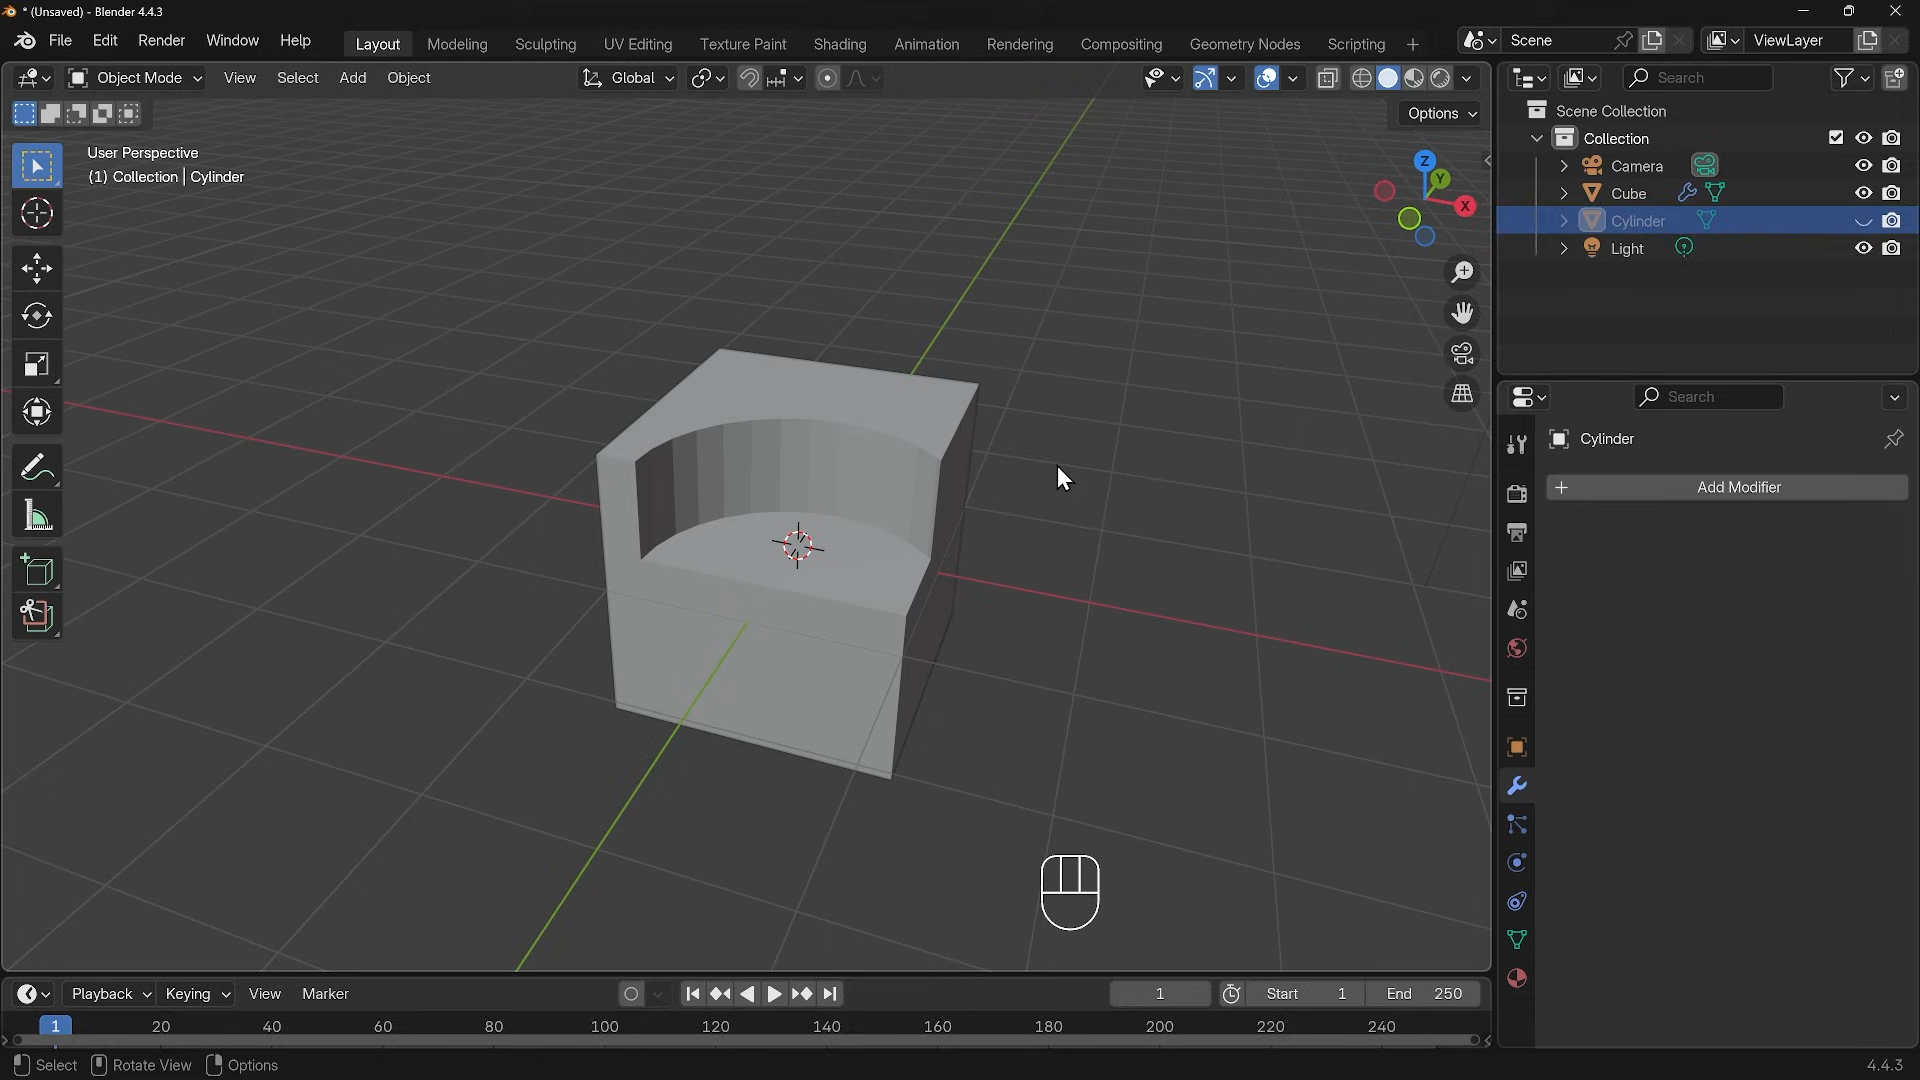 * (Unsaved) - Blender 4.4.3
File Edit Render Window Help Layout Modeling Sculpting UV Editing Texture Paint Shading Animation Rendering Compositing Geometry Nodes Scripting + Scene ViewLayer
Object Mode View Select Add Object Global Search
Options
User Perspective
(1) Collection | Cylinder
Z
Y
X
Scene Collection
Collection
Camera
Cube
Cylinder
Light
Search
Cylinder
+ Add Modifier
Playback Keying View Marker 1 Start 1 End 250
1 20 40 60 80 100 120 140 160 180 200 220 240
Select Rotate View Options 4.4.3